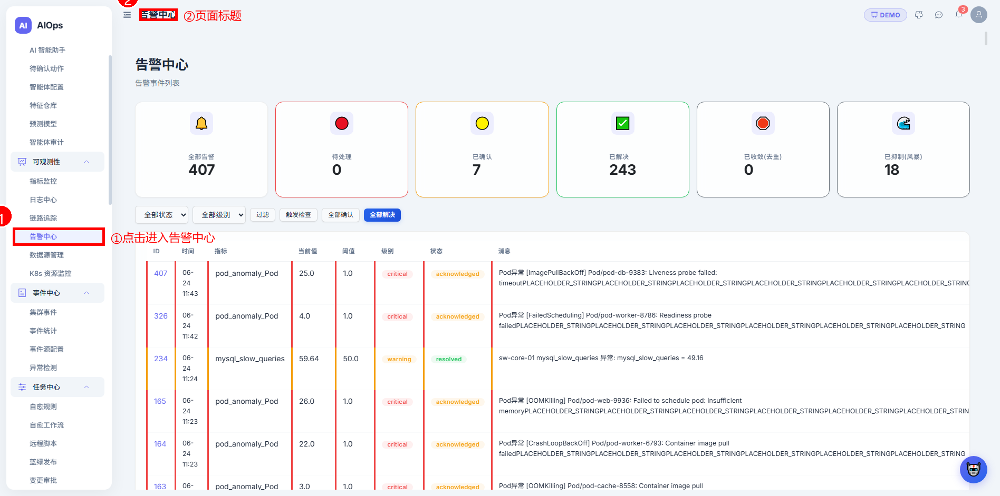 AI AIOps
AI 智能助手
待确认动作
智能体配置
特征仓库
预测模型
智能体审计
可观测性
指标监控
日志中心
链路追踪
1
告警中心
数据源管理
K8s 资源监控
事件中心
集群事件
事件统计
事件源配置
异常检测
任务中心
自愈规则
自愈工作流
远程脚本
蓝绿发布
变更审批
2
告警中心 ②页面标题
DEMO
3
告警中心
告警事件列表
全部告警
407
待处理
0
已确认
7
已解决
243
已收敛(去重)
0
已抑制(风暴)
18
全部状态 全部级别 过滤 触发检查 全部确认 全部解决
①点击进入告警中心
ID 时间 指标 当前值 阈值 级别 状态 消息
407 06-24 11:43 pod_anomaly_Pod 25.0 1.0 critical acknowledged Pod异常 [ImagePullBackOff] Pod/pod-db-9383: Liveness probe failed:
timeoutPLACEHOLDER_STRINGPLACEHOLDER_STRINGPLACEHOLDER_STRINGPLACEHOLDER_STRINGPLACEHOLDER_STRINGPLACEHOLDER_STRING
326 06-24 11:42 pod_anomaly_Pod 4.0 1.0 critical acknowledged Pod异常 [FailedScheduling] Pod/pod-worker-8786: Readiness probe
failedPLACEHOLDER_STRINGPLACEHOLDER_STRINGPLACEHOLDER_STRINGPLACEHOLDER_STRINGPLACEHOLDER_STRINGPLACEHOLDER_STRING
234 06-24 11:24 mysql_slow_queries 59.64 50.0 warning resolved sw-core-01 mysql_slow_queries 异常: mysql_slow_queries = 49.16
165 06-24 11:23 pod_anomaly_Pod 26.0 1.0 critical acknowledged Pod异常 [OOMKilling] Pod/pod-web-9936: Failed to schedule pod: insufficient
memoryPLACEHOLDER_STRINGPLACEHOLDER_STRINGPLACEHOLDER_STRINGPLACEHOLDER_STRINGPLACEHOLDER_STRINGPLACEHOLDER_STRIN
164 06-24 11:23 pod_anomaly_Pod 22.0 1.0 critical acknowledged Pod异常 [CrashLoopBackOff] Pod/pod-worker-6793: Container image pull
failedPLACEHOLDER_STRINGPLACEHOLDER_STRINGPLACEHOLDER_STRINGPLACEHOLDER_STRINGPLACEHOLDER_STRINGPLACEHOLDER_STRING
163 06- pod_anomaly_Pod 3.0 1.0 critical acknowledged Pod异常 [OOMKilling] Pod/pod-cache-8558: Container image pull